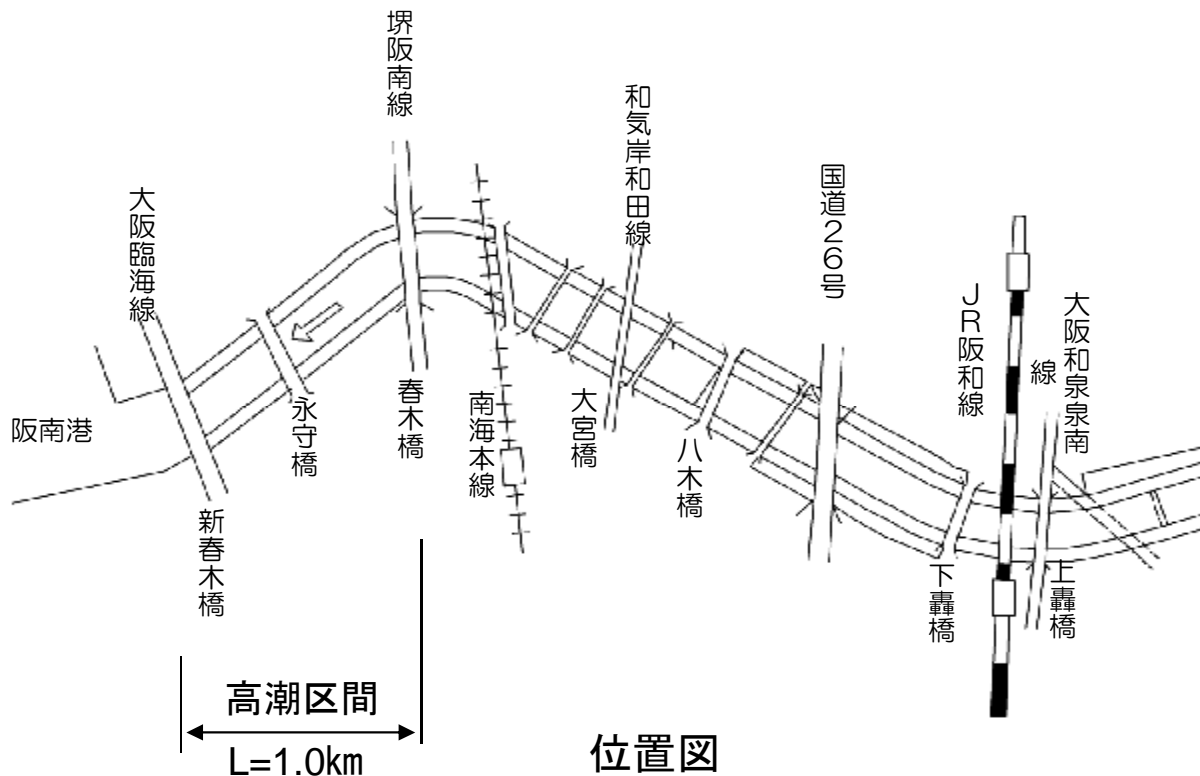 堺阪南線
和気岸和田線
国道26号
大阪臨海線
JR阪和線
大阪和泉泉南
線
阪南港
永守橋
春木橋
南海本線
大宮橋
八木橋
新春木橋
下轟橋
上轟橋
高潮区間
L=1.0km
位置図